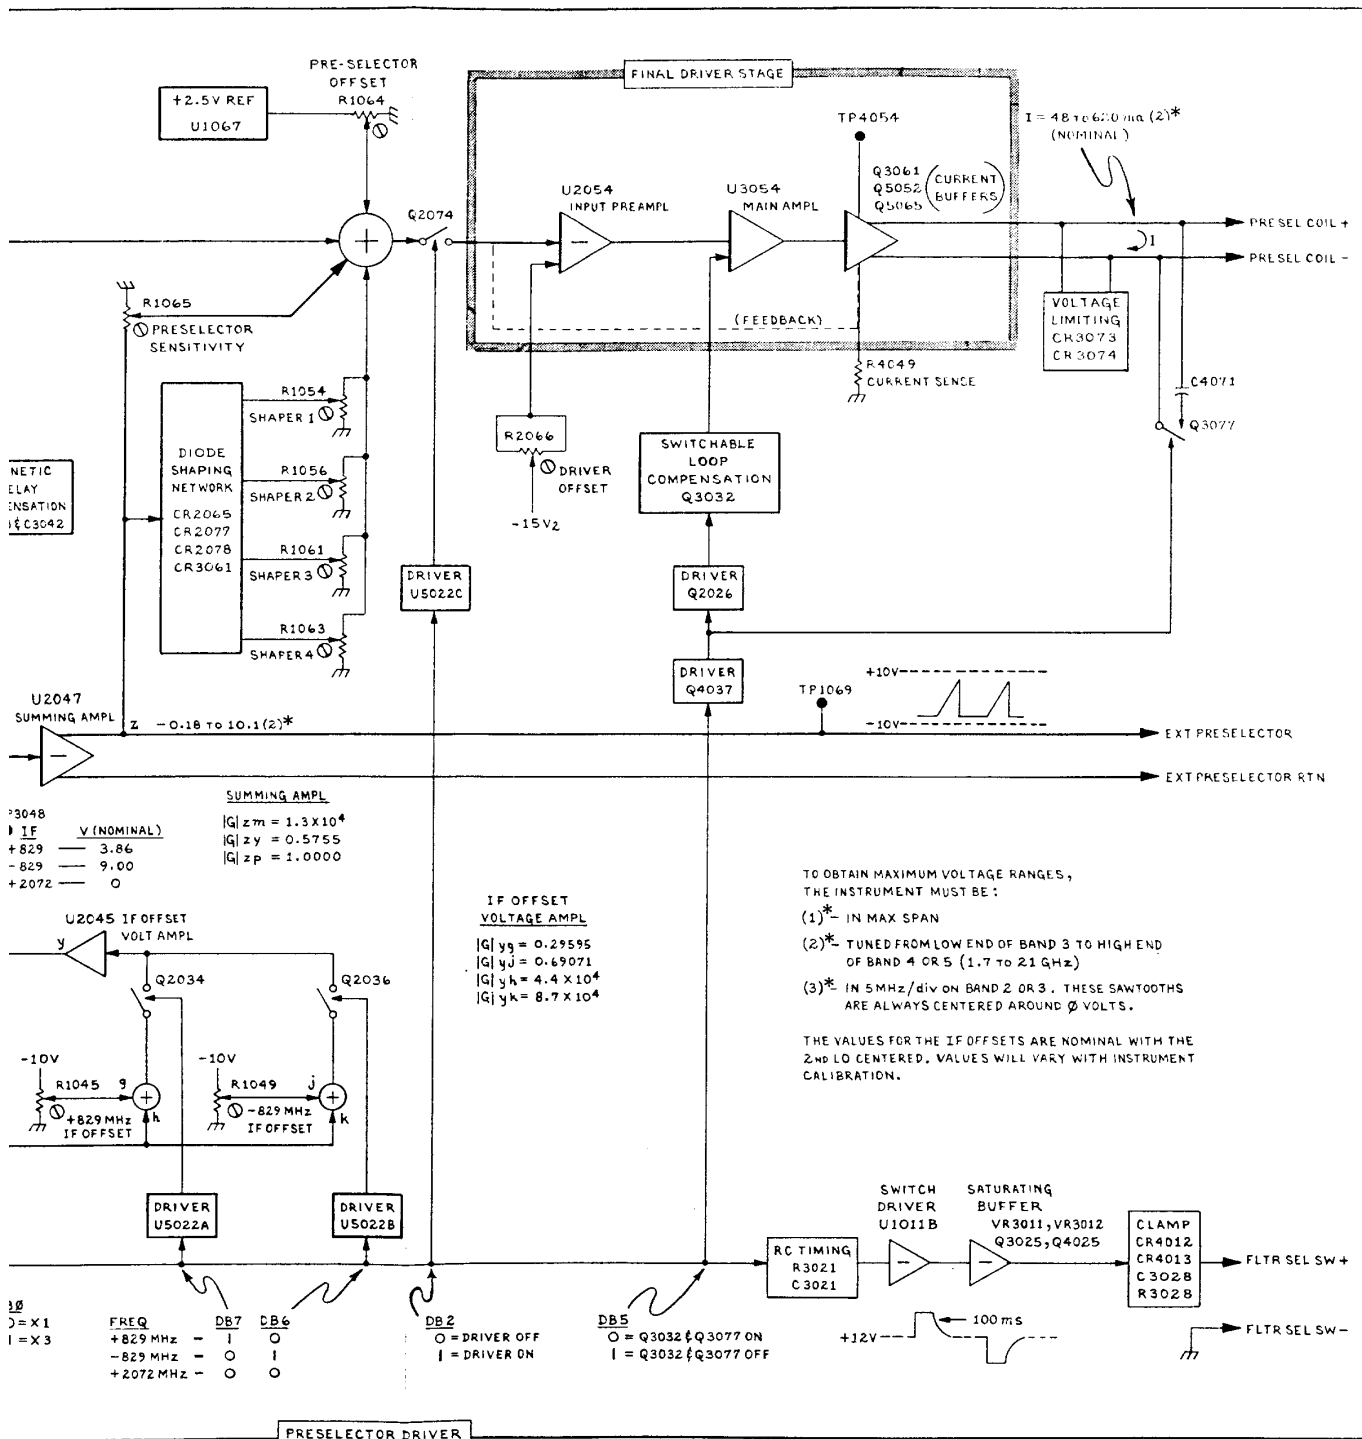 PRE-SELECTOR
OFFSET
R1064
+2.5V REF
U1067
FINAL DRIVER STAGE
TP4054
(NOMINAL)
Q3061
Q5052
Q5065
(CURRENT
BUFFERS)
U2054
INPUT PREAMPL
U3054
MAIN AMPL
Q2074
+
−
PRESEL COIL +
I
PRESEL COIL −
R1065
PRESELECTOR
SENSITIVITY
(FEEDBACK)
VOLTAGE
LIMITING
CR3073
CR3074
R4049
CURRENT SENSE
C4071
Q3077
R1054
SHAPER 1
DIODE
SHAPING
NETWORK
CR2065
CR2077
CR2078
CR3061
R1056
SHAPER 2
R1061
SHAPER 3
R1063
SHAPER 4
R2066
DRIVER
OFFSET
−15V2
SWITCHABLE
LOOP
COMPENSATION
Q3032
NETIC
ELAY
ENSATION
& C3042
DRIVER
U5022C
DRIVER
Q2026
DRIVER
Q4037
U2047
SUMMING AMPL
−
Z −0.18 TO 10.1 (2)*
TP1069
+10V
−10V
EXT PRESELECTOR
EXT PRESELECTOR RTN
P3048
IF V (NOMINAL)
+829 — 3.86
−829 — 9.00
+2072 — 0
SUMMING AMPL
|G| zm = 1.3X10⁴
|G| zy = 0.5755
|G| zp = 1.0000
IF OFFSET
VOLTAGE AMPL
|G| yg = 0.29595
|G| yj = 0.69071
|G| yh = 4.4 X 10⁴
|G| yk = 8.7 X 10⁴
TO OBTAIN MAXIMUM VOLTAGE RANGES,
THE INSTRUMENT MUST BE:
(1)*- IN MAX SPAN
(2)*- TUNED FROM LOW END OF BAND 3 TO HIGH END
OF BAND 4 OR 5 (1.7 TO 21 GHz)
(3)*- IN 5MHz/div ON BAND 2 OR 3. THESE SAWTOOTHS
ARE ALWAYS CENTERED AROUND Ø VOLTS.
THE VALUES FOR THE IF OFFSETS ARE NOMINAL WITH THE
2ND LO CENTERED. VALUES WILL VARY WITH INSTRUMENT
CALIBRATION.
U2045 IF OFFSET
VOLT AMPL
y
Q2034
Q2036
−10V
R1045
g
+
h
+829 MHz
IF OFFSET
−10V
R1049
j
+
k
−829 MHz
IF OFFSET
DRIVER
U5022A
DRIVER
U5022B
SWITCH
DRIVER
U1011B
SATURATING
BUFFER
VR3011, VR3012
Q3025, Q4025
RC TIMING
R3021
C3021
−
−
CLAMP
CR4012
CR4013
C3028
R3028
FLTR SEL SW+
+12V
100 ms
FLTR SEL SW−
= X1
= X3
FREQ DB7 DB6
+829 MHz − 1 0
−829 MHz − 0 1
+2072 MHz − 0 0
DB2
0 = DRIVER OFF
1 = DRIVER ON
DB5
0 = Q3032 & Q3077 ON
1 = Q3032 & Q3077 OFF
PRESELECTOR DRIVER